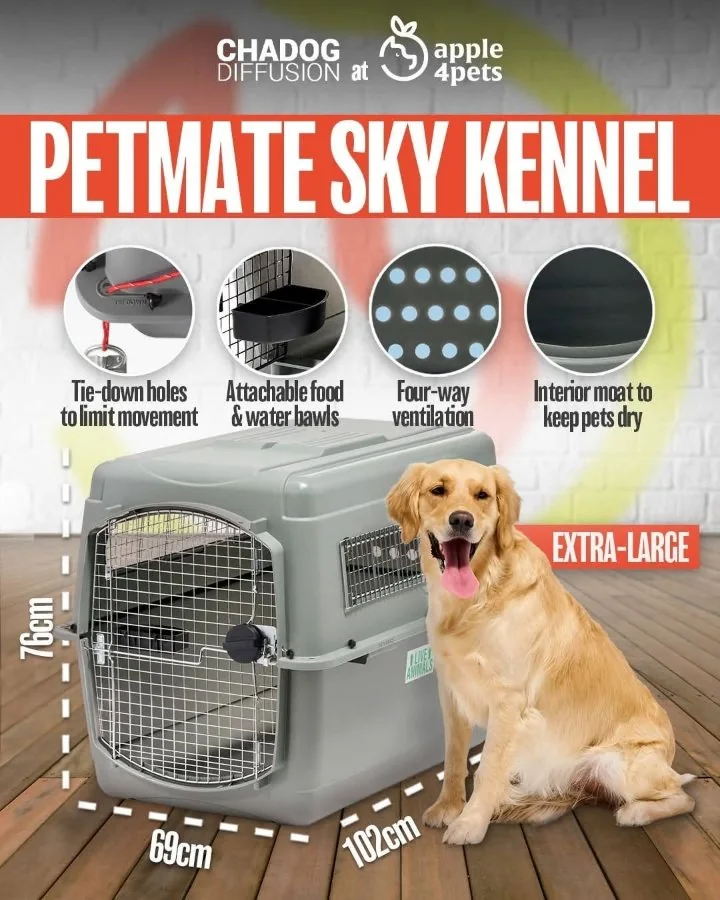 CHADOG
DIFFUSION at apple
4pets
PETMATE SKY KENNEL
Tie-down holes
to limit movement
Attachable food
& water bawls
Four-way
ventilation
Interior moat to
keep pets dry
EXTRA-LARGE
76cm
LIVE
ANIMALS
69cm
102cm